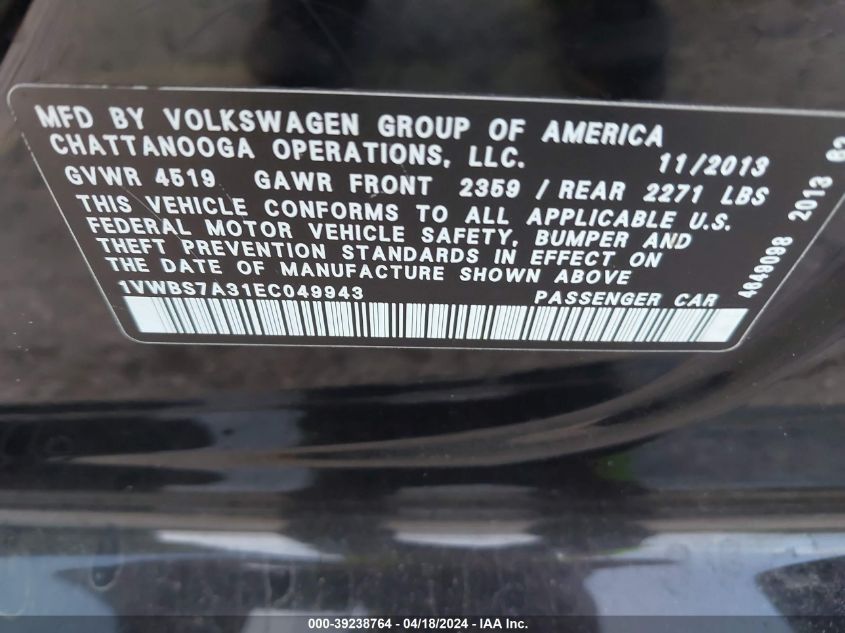 MFD BY VOLKSWAGEN GROUP OF AMERICA
CHATTANOOGA OPERATIONS, LLC. 11/2013
GVWR 4519 GAWR FRONT 2359 / REAR 2271 LBS
THIS VEHICLE CONFORMS TO ALL APPLICABLE U.S.
FEDERAL MOTOR VEHICLE SAFETY, BUMPER AND
THEFT PREVENTION STANDARDS IN EFFECT ON
THE DATE OF MANUFACTURE SHOWN ABOVE
1VWBS7A31EC049943 PASSENGER CAR
4649098 2013
000-39238764 - 04/18/2024 - IAA Inc.